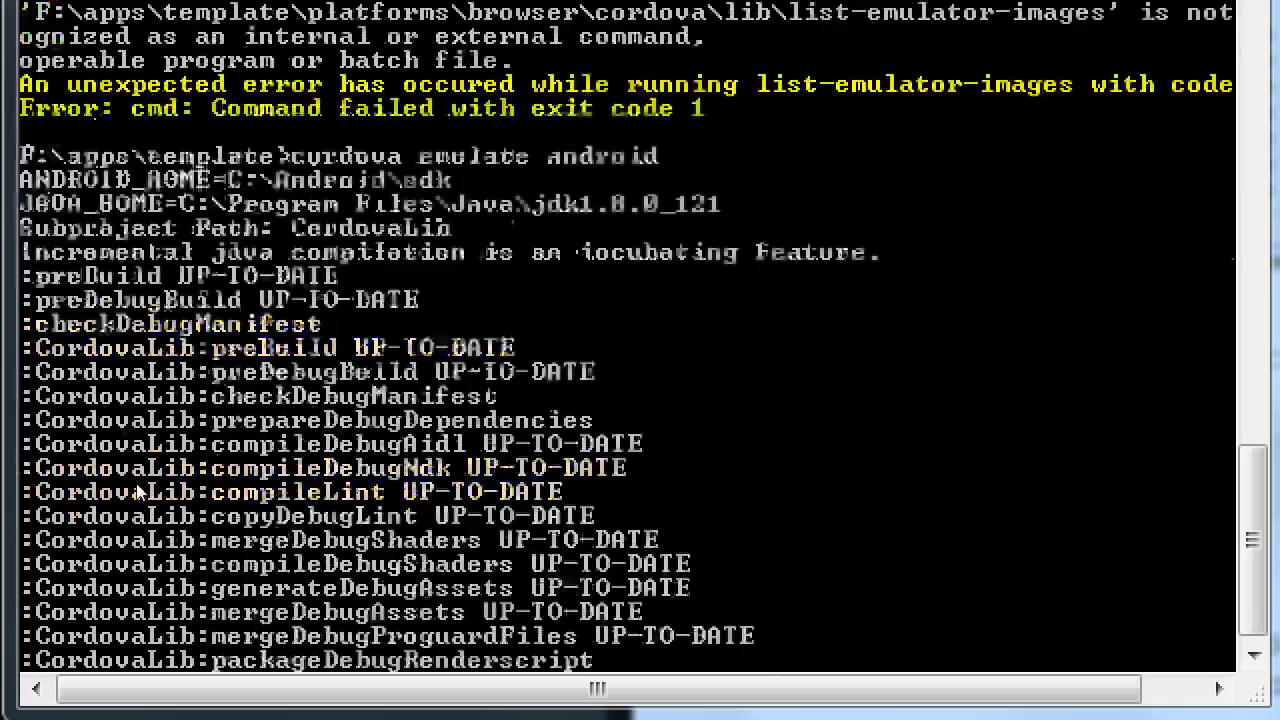 'F:\apps\template\platforms\browser\cordova\lib\list-emulator-images' is not
ognized as an internal or external command,
operable program or batch file.
An unexpected error has occured while running list-emulator-images with code
Error: cmd: Command failed with exit code 1
F:\apps\template>cordova emulate android
ANDROID_HOME=C:\Android\sdk
JAVA_HOME=C:\Program Files\Java\jdk1.8.0_121
Subproject Path: CordovaLib
Incremental java compilation is an incubating feature.
:preBuild UP-TO-DATE
:preDebugBuild UP-TO-DATE
:checkDebugManifest
:CordovaLib:preBuild UP-TO-DATE
:CordovaLib:preDebugBuild UP-TO-DATE
:CordovaLib:checkDebugManifest
:CordovaLib:prepareDebugDependencies
:CordovaLib:compileDebugAidl UP-TO-DATE
:CordovaLib:compileDebugNdk UP-TO-DATE
:CordovaLib:compileLint UP-TO-DATE
:CordovaLib:copyDebugLint UP-TO-DATE
:CordovaLib:mergeDebugShaders UP-TO-DATE
:CordovaLib:compileDebugShaders UP-TO-DATE
:CordovaLib:generateDebugAssets UP-TO-DATE
:CordovaLib:mergeDebugAssets UP-TO-DATE
:CordovaLib:mergeDebugProguardFiles UP-TO-DATE
:CordovaLib:packageDebugRenderscript